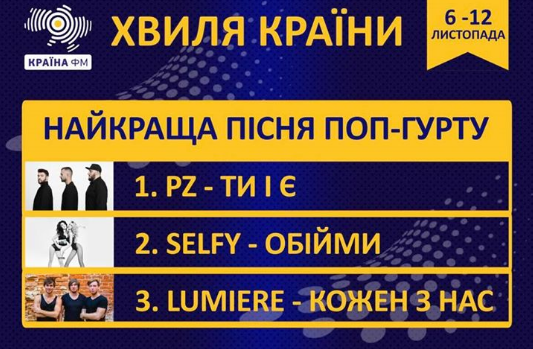 КРАЇНА ФМ
ХВИЛЯ КРАЇНИ
6 -12
ЛИСТОПАДА
НАЙКРАЩА ПІСНЯ ПОП-ГУРТУ
1. PZ - ТИ І Є
2. SELFY - ОБІЙМИ
3. LUMIERE - КОЖЕН З НАС